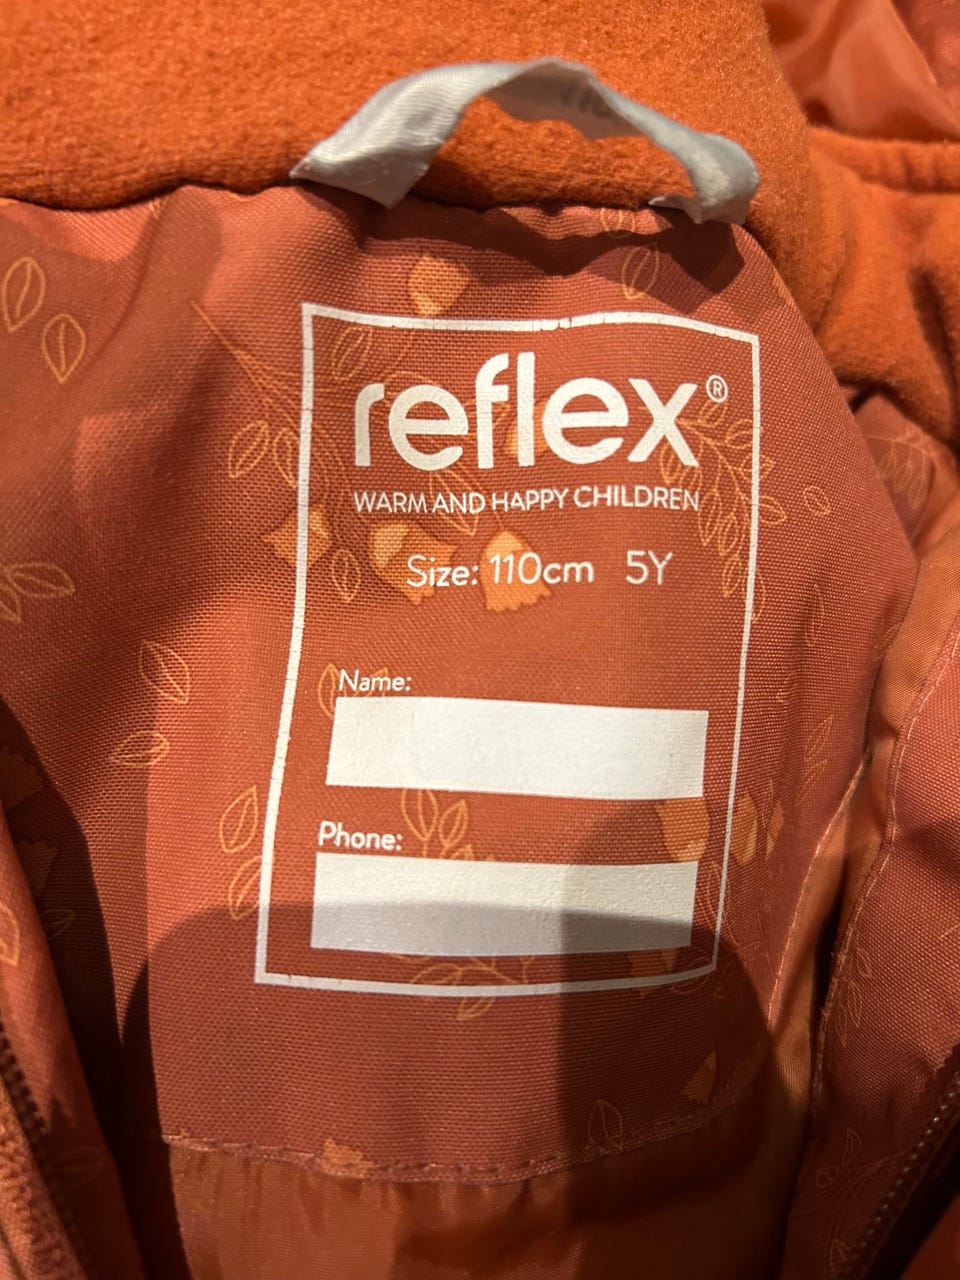 reflex®
WARM AND HAPPY CHILDREN
Size: 110cm 5Y
Name:
Phone: